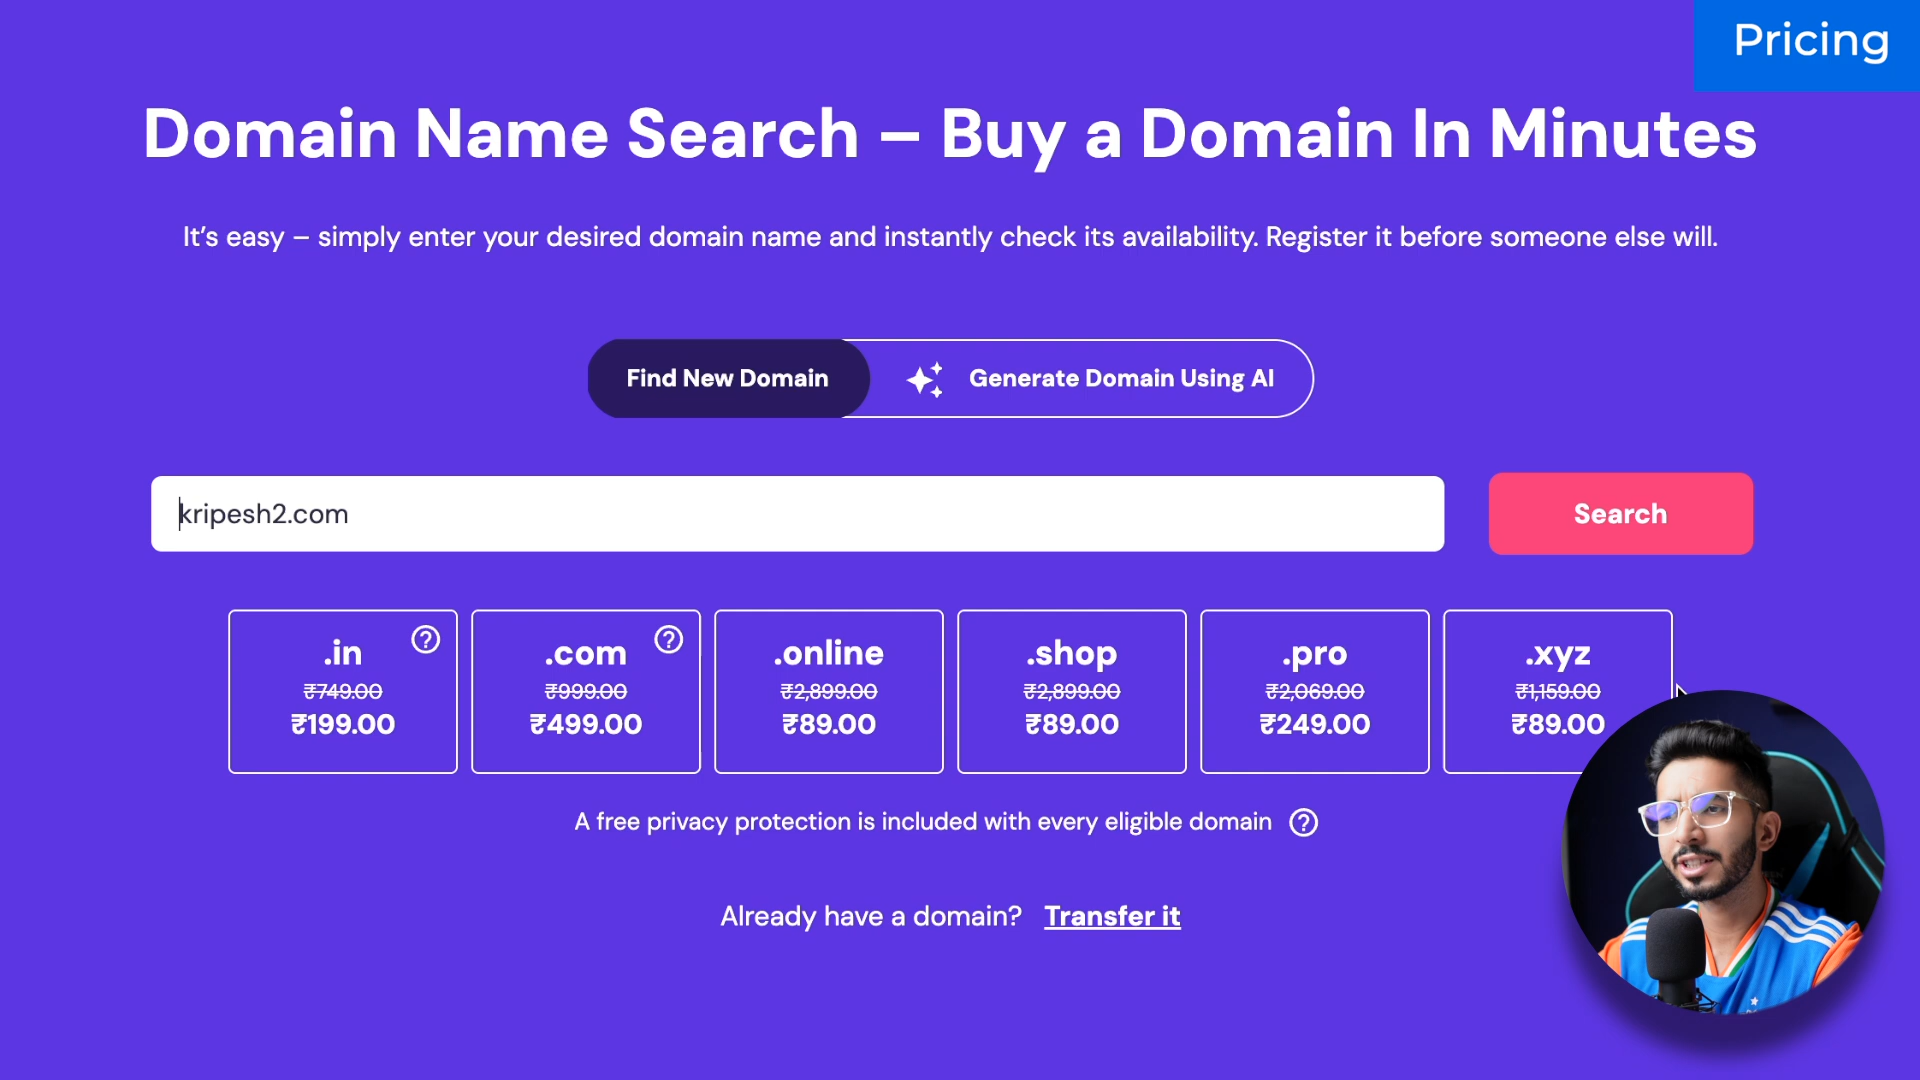 Pricing
Domain Name Search – Buy a Domain In Minutes
It’s easy – simply enter your desired domain name and instantly check its availability. Register it before someone else will.
Find New Domain
Generate Domain Using AI
kripesh2.com
Search
.in
₹749.00
₹199.00
.com
₹999.00
₹499.00
.online
₹2,899.00
₹89.00
.shop
₹2,899.00
₹89.00
.pro
₹2,069.00
₹249.00
.xyz
₹1,159.00
₹89.00
A free privacy protection is included with every eligible domain
Already have a domain? Transfer it